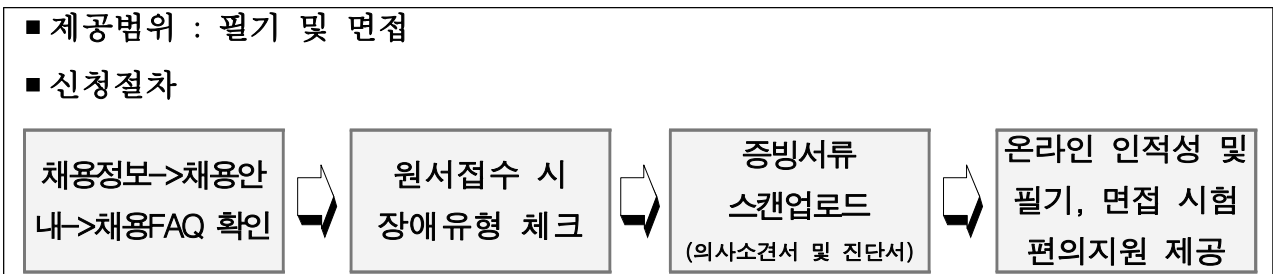 ■ 제공범위 : 필기 및 면접
■ 신청절차
채용정보->채용안
내->채용FAQ 확인
원서접수 시
장애유형 체크
증빙서류
스캔업로드
(의사소견서 및 진단서)
온라인 인적성 및
필기, 면접 시험
편의지원 제공